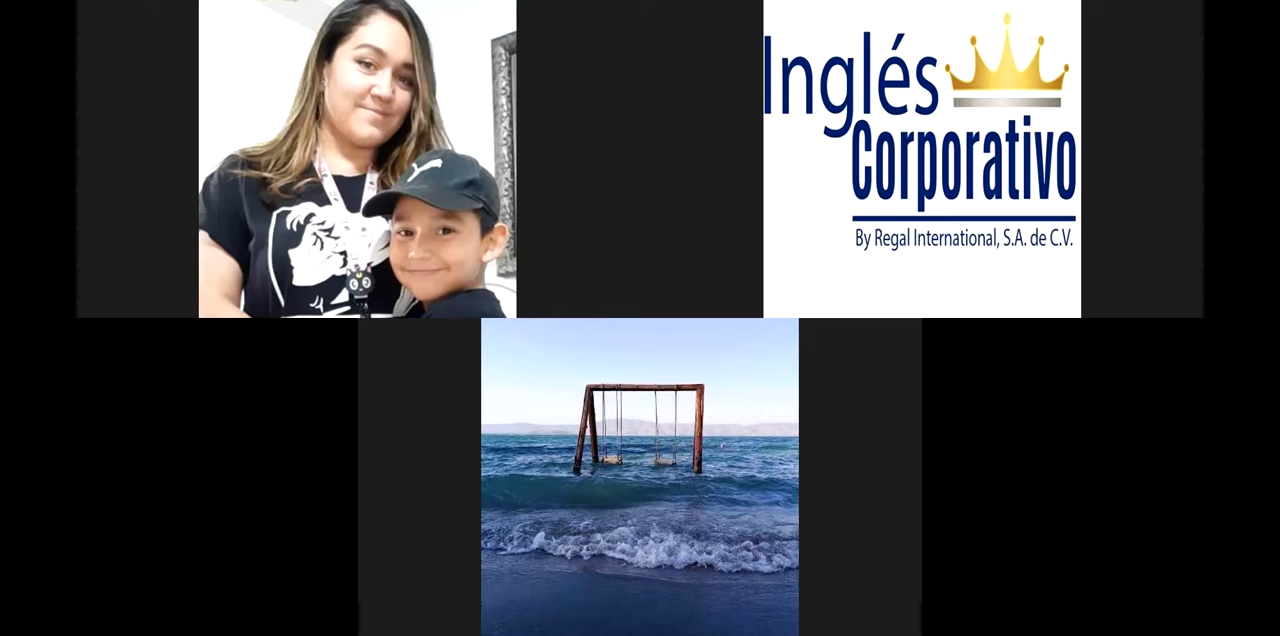 Inglés
Corporativo
By Regal International, S.A. de C.V.